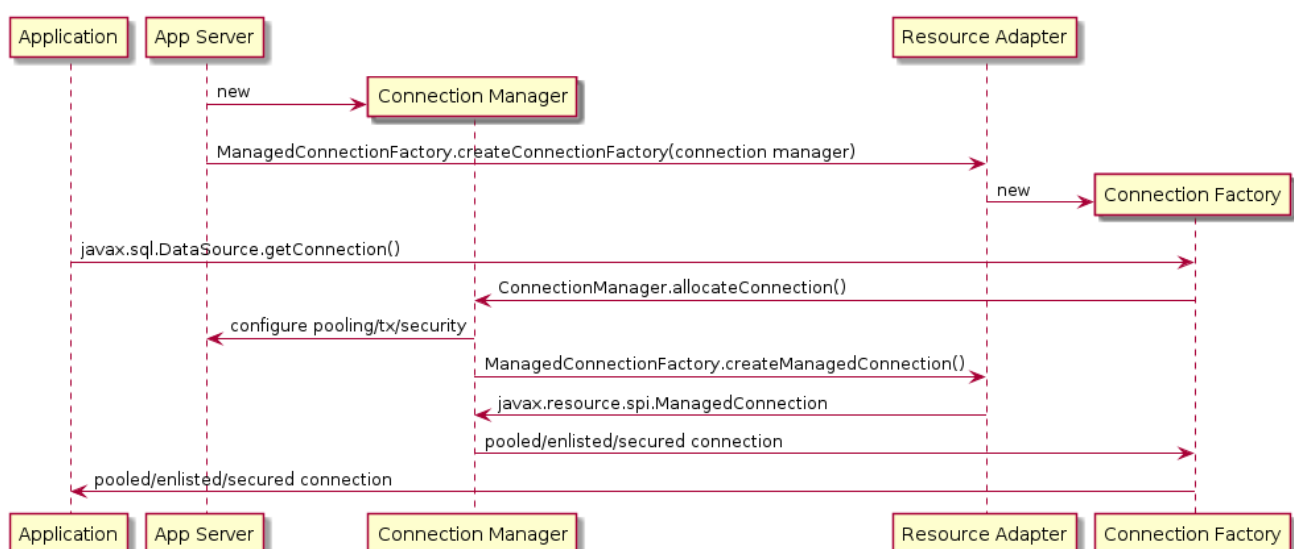 Application
App Server
Resource Adapter
new
Connection Manager
ManagedConnectionFactory.createConnectionFactory(connection manager)
new
Connection Factory
javax.sql.DataSource.getConnection()
ConnectionManager.allocateConnection()
configure pooling/tx/security
ManagedConnectionFactory.createManagedConnection()
javax.resource.spi.ManagedConnection
pooled/enlisted/secured connection
pooled/enlisted/secured connection
Application
App Server
Connection Manager
Resource Adapter
Connection Factory